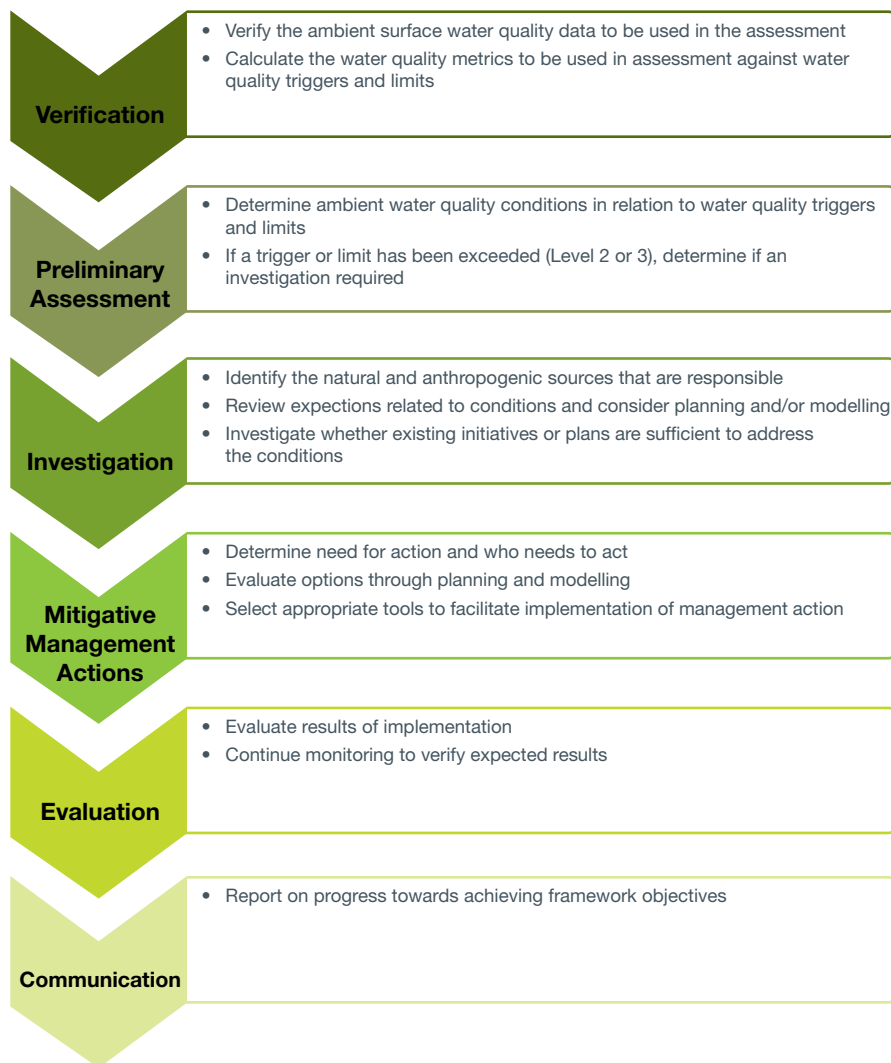 • Verify the ambient surface water quality data to be used in the assessment
• Calculate the water quality metrics to be used in assessment against water
quality triggers and limits
Verification
• Determine ambient water quality conditions in relation to water quality triggers
and limits
• If a trigger or limit has been exceeded (Level 2 or 3), determine if an
investigation required
Preliminary
Assessment
• Identify the natural and anthropogenic sources that are responsible
• Review expections related to conditions and consider planning and/or modelling
• Investigate whether existing initiatives or plans are sufficient to address
the conditions
Investigation
• Determine need for action and who needs to act
• Evaluate options through planning and modelling
• Select appropriate tools to facilitate implementation of management action
Mitigative
Management
Actions
• Evaluate results of implementation
• Continue monitoring to verify expected results
Evaluation
• Report on progress towards achieving framework objectives
Communication